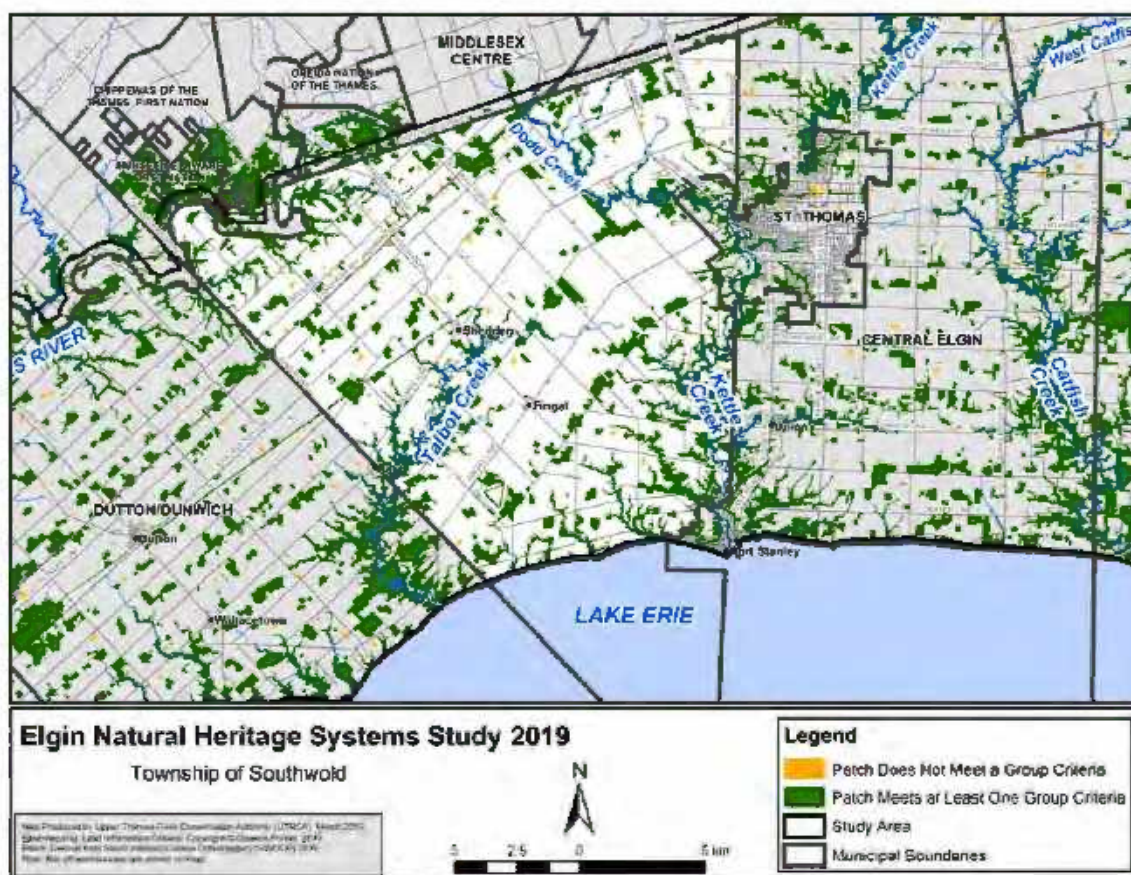 MIDDLESEX
CENTRE
ONEIDA NATION
OF THE THAMES
CHIPPEWAS OF THE
THAMES FIRST NATION
Kettle Creek
West Catfis
Dodd Creek
ST. THOMAS
S RIVER
Shedden
CENTRAL ELGIN
Talbot Creek
Fingal
Kettle
Creek
Catfish
Creek
Union
DUTTON/DUNWICH
Dutton
Port Stanley
Wallacetown
LAKE ERIE
Elgin Natural Heritage Systems Study 2019
Township of Southwold
N
5 2.5 0 5 km
Legend
Patch Does Not Meet a Group Criteria
Patch Meets at Least One Group Criteria
Study Area
Municipal Boundaries